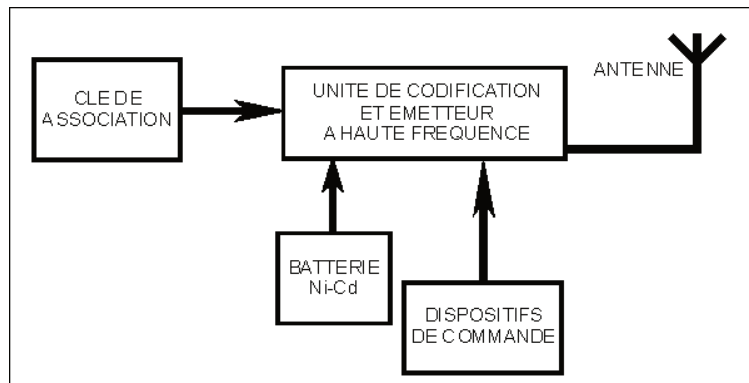 CLE DE
ASSOCIATION
UNITE DE CODIFICATION
ET EMETTEUR
A HAUTE FREQUENCE
ANTENNE
BATTERIE
Ni-Cd
DISPOSITIFS
DE COMMANDE